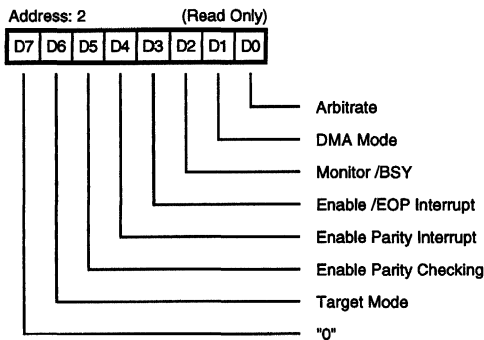 Address: 2 (Read Only)
D7 D6 D5 D4 D3 D2 D1 D0
Arbitrate
DMA Mode
Monitor /BSY
Enable /EOP Interrupt
Enable Parity Interrupt
Enable Parity Checking
Target Mode
"0"